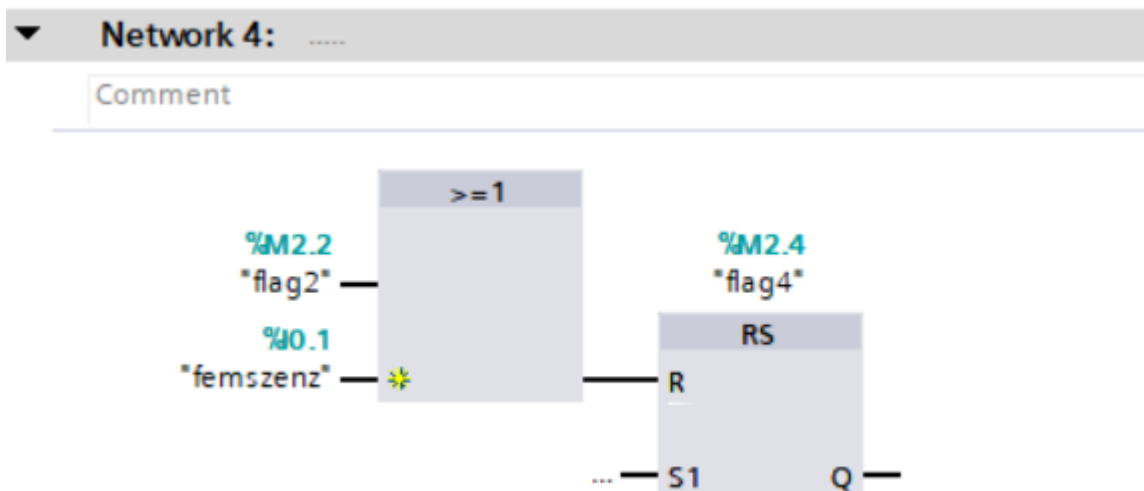 Network 4: .....
Comment
>=1
%M2.2
"flag2"
%M2.4
"flag4"
%I0.1
"femszenz"
RS
R
... S1 Q